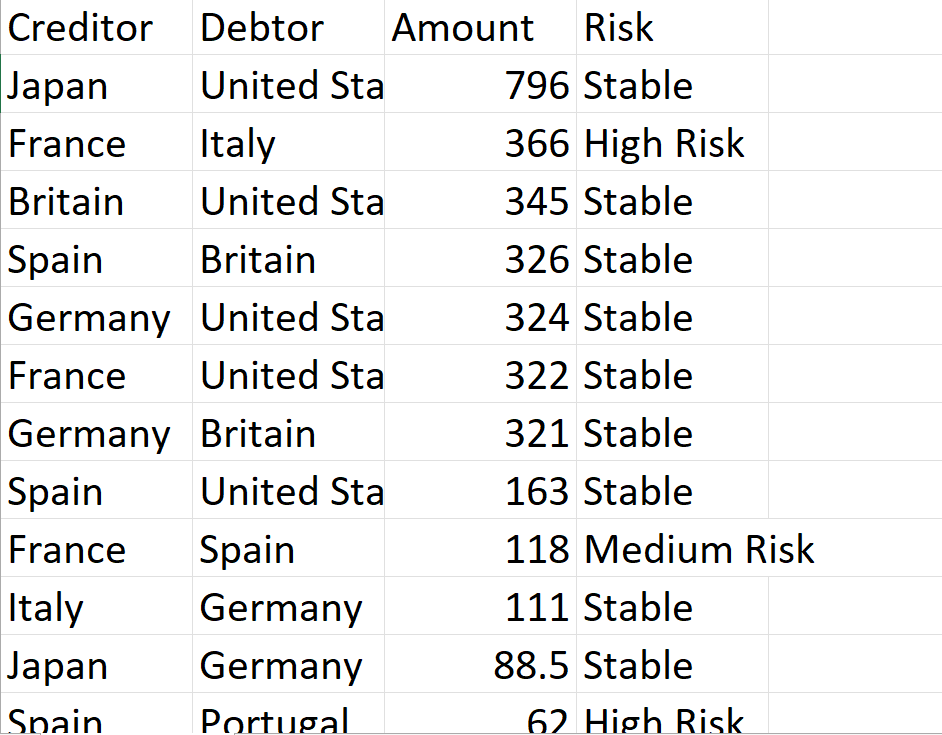 Creditor Debtor Amount Risk
Japan United Sta 796 Stable
France Italy 366 High Risk
Britain United Sta 345 Stable
Spain Britain 326 Stable
Germany United Sta 324 Stable
France United Sta 322 Stable
Germany Britain 321 Stable
Spain United Sta 163 Stable
France Spain 118 Medium Risk
Italy Germany 111 Stable
Japan Germany 88.5 Stable
Spain Portugal 62 High Risk